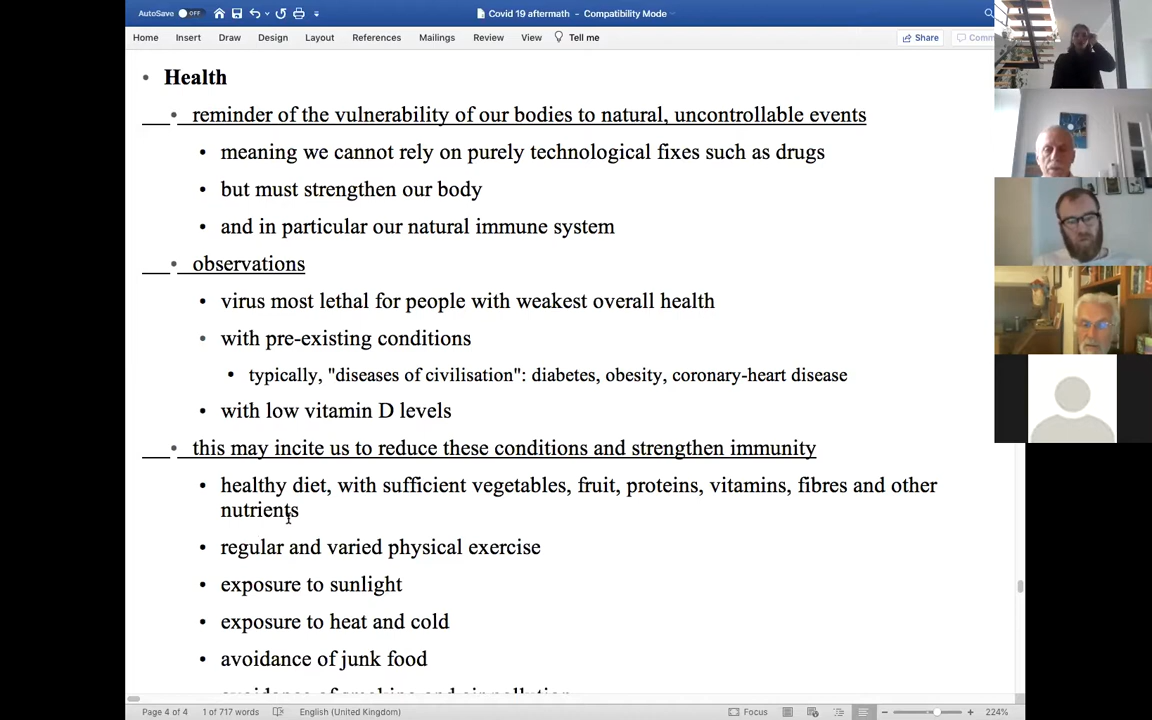 AutoSave OFF
Covid 19 aftermath - Compatibility Mode
Home Insert Draw Design Layout References Mailings Review View Tell me Share Comm
• Health
• reminder of the vulnerability of our bodies to natural, uncontrollable events
• meaning we cannot rely on purely technological fixes such as drugs
• but must strengthen our body
• and in particular our natural immune system
• observations
• virus most lethal for people with weakest overall health
• with pre-existing conditions
• typically, "diseases of civilisation": diabetes, obesity, coronary-heart disease
• with low vitamin D levels
• this may incite us to reduce these conditions and strengthen immunity
• healthy diet, with sufficient vegetables, fruit, proteins, vitamins, fibres and other
nutrients
• regular and varied physical exercise
• exposure to sunlight
• exposure to heat and cold
• avoidance of junk food
avoidance of smoking and air pollution
Page 4 of 4 1 of 717 words English (United Kingdom) Focus 224%